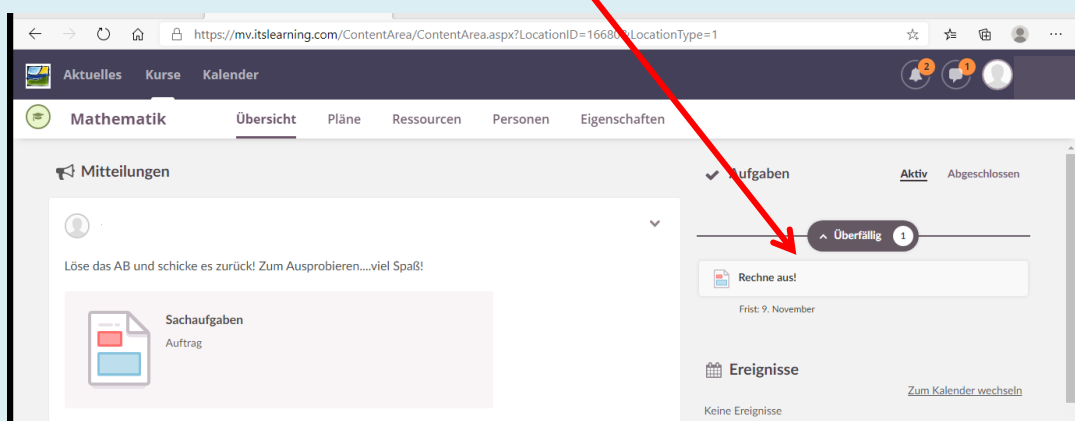 https://mv.itslearning.com/ContentArea/ContentArea.aspx?LocationID=16680&LocationType=1
Aktuelles Kurse Kalender 2 1
Mathematik Übersicht Pläne Ressourcen Personen Eigenschaften
Mitteilungen
Löse das AB und schicke es zurück! Zum Ausprobieren....viel Spaß!
Sachaufgaben
Auftrag
Aufgaben Aktiv Abgeschlossen
Überfällig 1
Rechne aus!
Frist: 9. November
Ereignisse
Zum Kalender wechseln
Keine Ereignisse